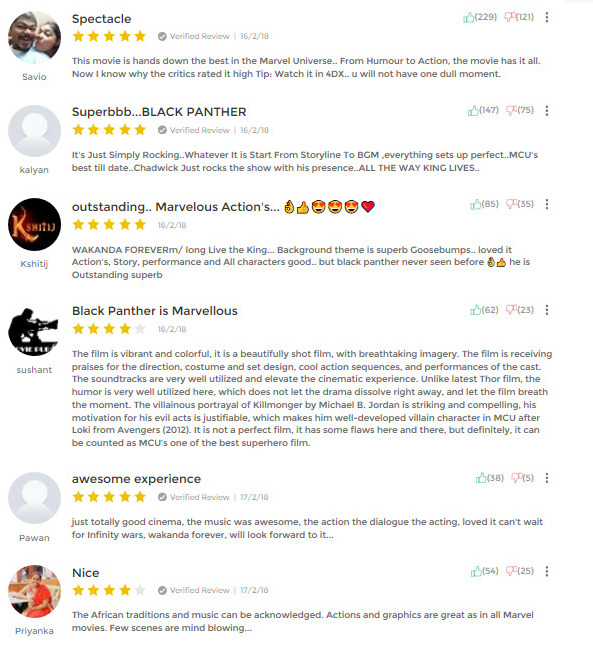 Spectacle
(229) (121)
Verified Review | 16/2/18
This movie is hands down the best in the Marvel Universe.. From Humour to Action, the movie has it all.
Now I know why the critics rated it high Tip: Watch it in 4DX.. u will not have one dull moment.
Savio
Superbbb...BLACK PANTHER
(147) (75)
Verified Review | 16/2/18
It's Just Simply Rocking..Whatever It is Start From Storyline To BGM ,everything sets up perfect..MCU's
best till date..Chadwick Just rocks the show with his presence..ALL THE WAY KING LIVES..
kalyan
outstanding.. Marvelous Action's... 👌👍😍😍😍❤
(85) (35)
16/2/18
KSHITIJ
WAKANDA FOREVERm/ long Live the King... Background theme is superb Goosebumps.. loved it
Action's, Story, performance and All characters good.. but black panther never seen before 👌👍 he is
Outstanding superb
Kshitij
Black Panther is Marvellous
(62) (23)
16/2/18
The film is vibrant and colorful, it is a beautifully shot film, with breathtaking imagery. The film is receiving
praises for the direction, costume and set design, cool action sequences, and performances of the cast.
The soundtracks are very well utilized and elevate the cinematic experience. Unlike latest Thor film, the
humor is very well utilized here, which does not let the drama dissolve right away, and let the film breath
the moment. The villainous portrayal of Killmonger by Michael B. Jordan is striking and compelling, his
motivation for his evil acts is justifiable, which makes him well-developed villain character in MCU after
Loki from Avengers (2012). It is not a perfect film, it has some flaws here and there, but definitely, it can
be counted as MCU's one of the best superhero film.
sushant
awesome experience
(38) (5)
Verified Review | 17/2/18
just totally good cinema, the music was awesome, the action the dialogue the acting, loved it can't wait
for Infinity wars, wakanda forever, will look forward to it...
Pawan
Nice
(54) (25)
Verified Review | 17/2/18
The African traditions and music can be acknowledged. Actions and graphics are great as in all Marvel
movies. Few scenes are mind blowing...
Priyanka